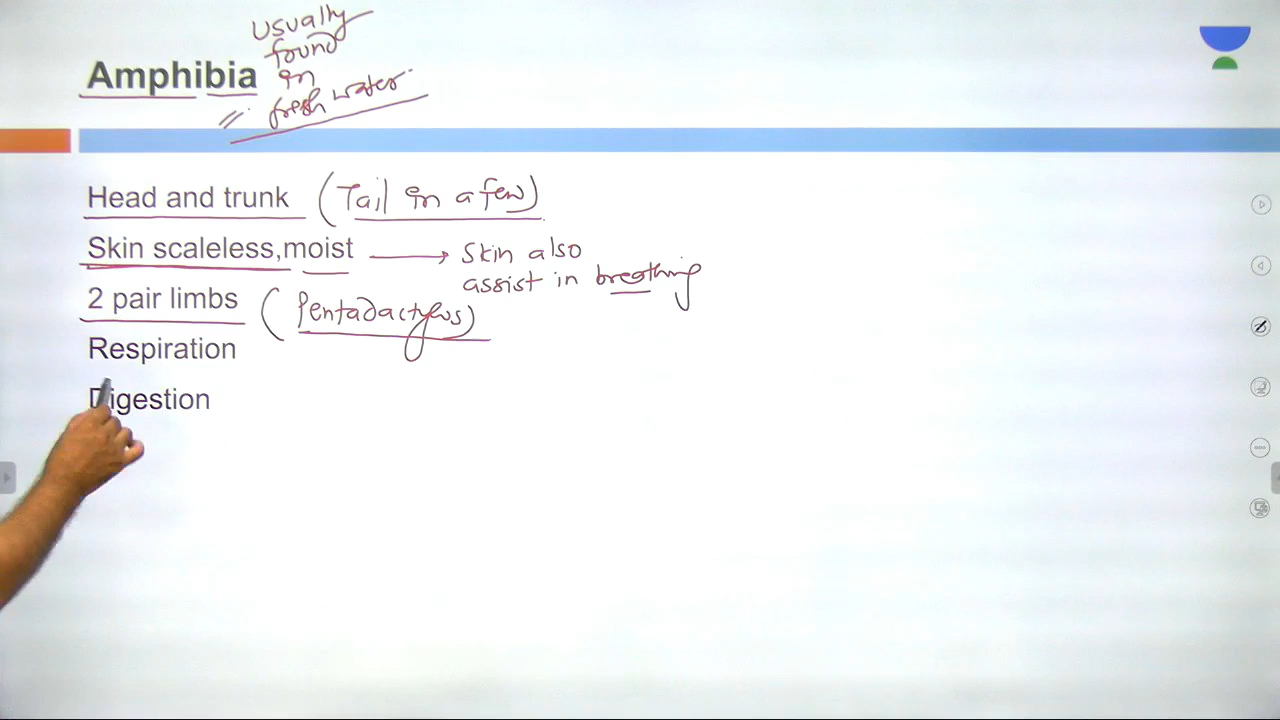 Usually
found
in
fresh water
Amphibia
Head and trunk (Tail in a few)
Skin scaleless,moist → Skin also
assist in breathing
2 pair limbs (Pentadactylus)
Respiration
Digestion